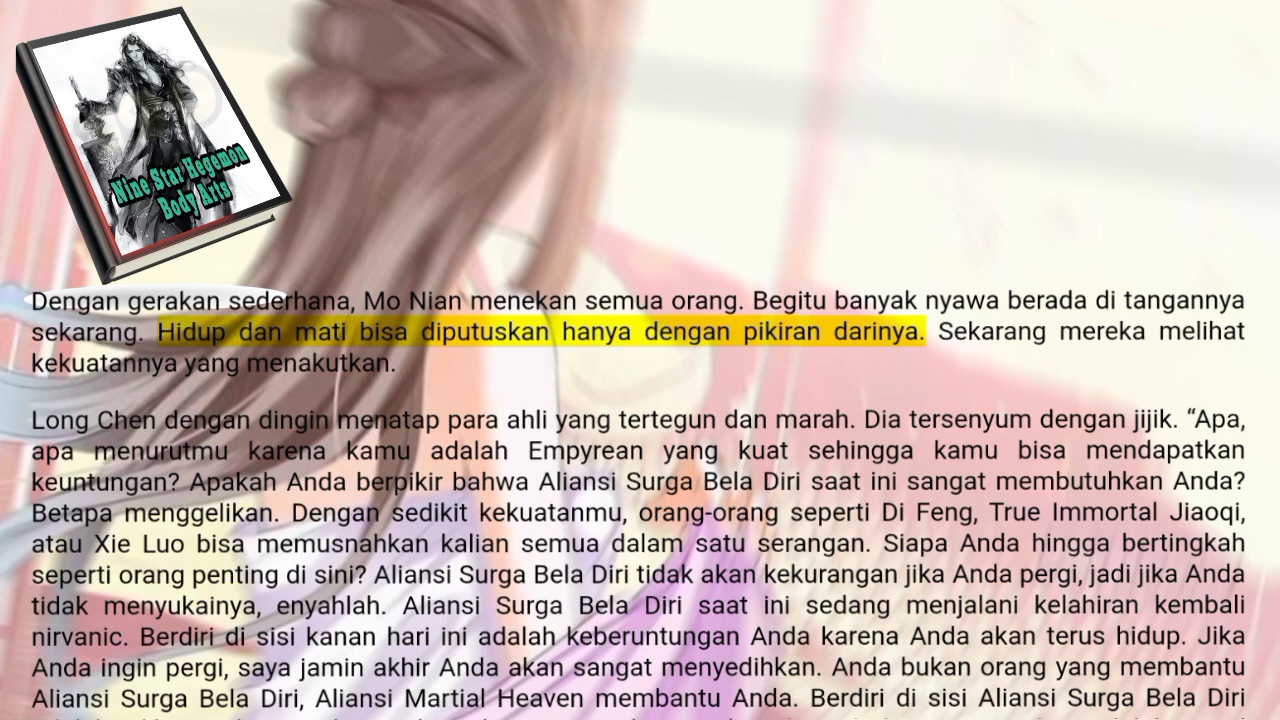 Nine Star Hegemon
Body Arts
Dengan gerakan sederhana, Mo Nian menekan semua orang. Begitu banyak nyawa berada di tangannya
sekarang. Hidup dan mati bisa diputuskan hanya dengan pikiran darinya. Sekarang mereka melihat
kekuatannya yang menakutkan.
Long Chen dengan dingin menatap para ahli yang tertegun dan marah. Dia tersenyum dengan jijik. “Apa,
apa menurutmu karena kamu adalah Empyrean yang kuat sehingga kamu bisa mendapatkan
keuntungan? Apakah Anda berpikir bahwa Aliansi Surga Bela Diri saat ini sangat membutuhkan Anda?
Betapa menggelikan. Dengan sedikit kekuatanmu, orang-orang seperti Di Feng, True Immortal Jiaoqi,
atau Xie Luo bisa memusnahkan kalian semua dalam satu serangan. Siapa Anda hingga bertingkah
seperti orang penting di sini? Aliansi Surga Bela Diri tidak akan kekurangan jika Anda pergi, jadi jika Anda
tidak menyukainya, enyahlah. Aliansi Surga Bela Diri saat ini sedang menjalani kelahiran kembali
nirvanic. Berdiri di sisi kanan hari ini adalah keberuntungan Anda karena Anda akan terus hidup. Jika
Anda ingin pergi, saya jamin akhir Anda akan sangat menyedihkan. Anda bukan orang yang membantu
Aliansi Surga Bela Diri, Aliansi Martial Heaven membantu Anda. Berdiri di sisi Aliansi Surga Bela Diri